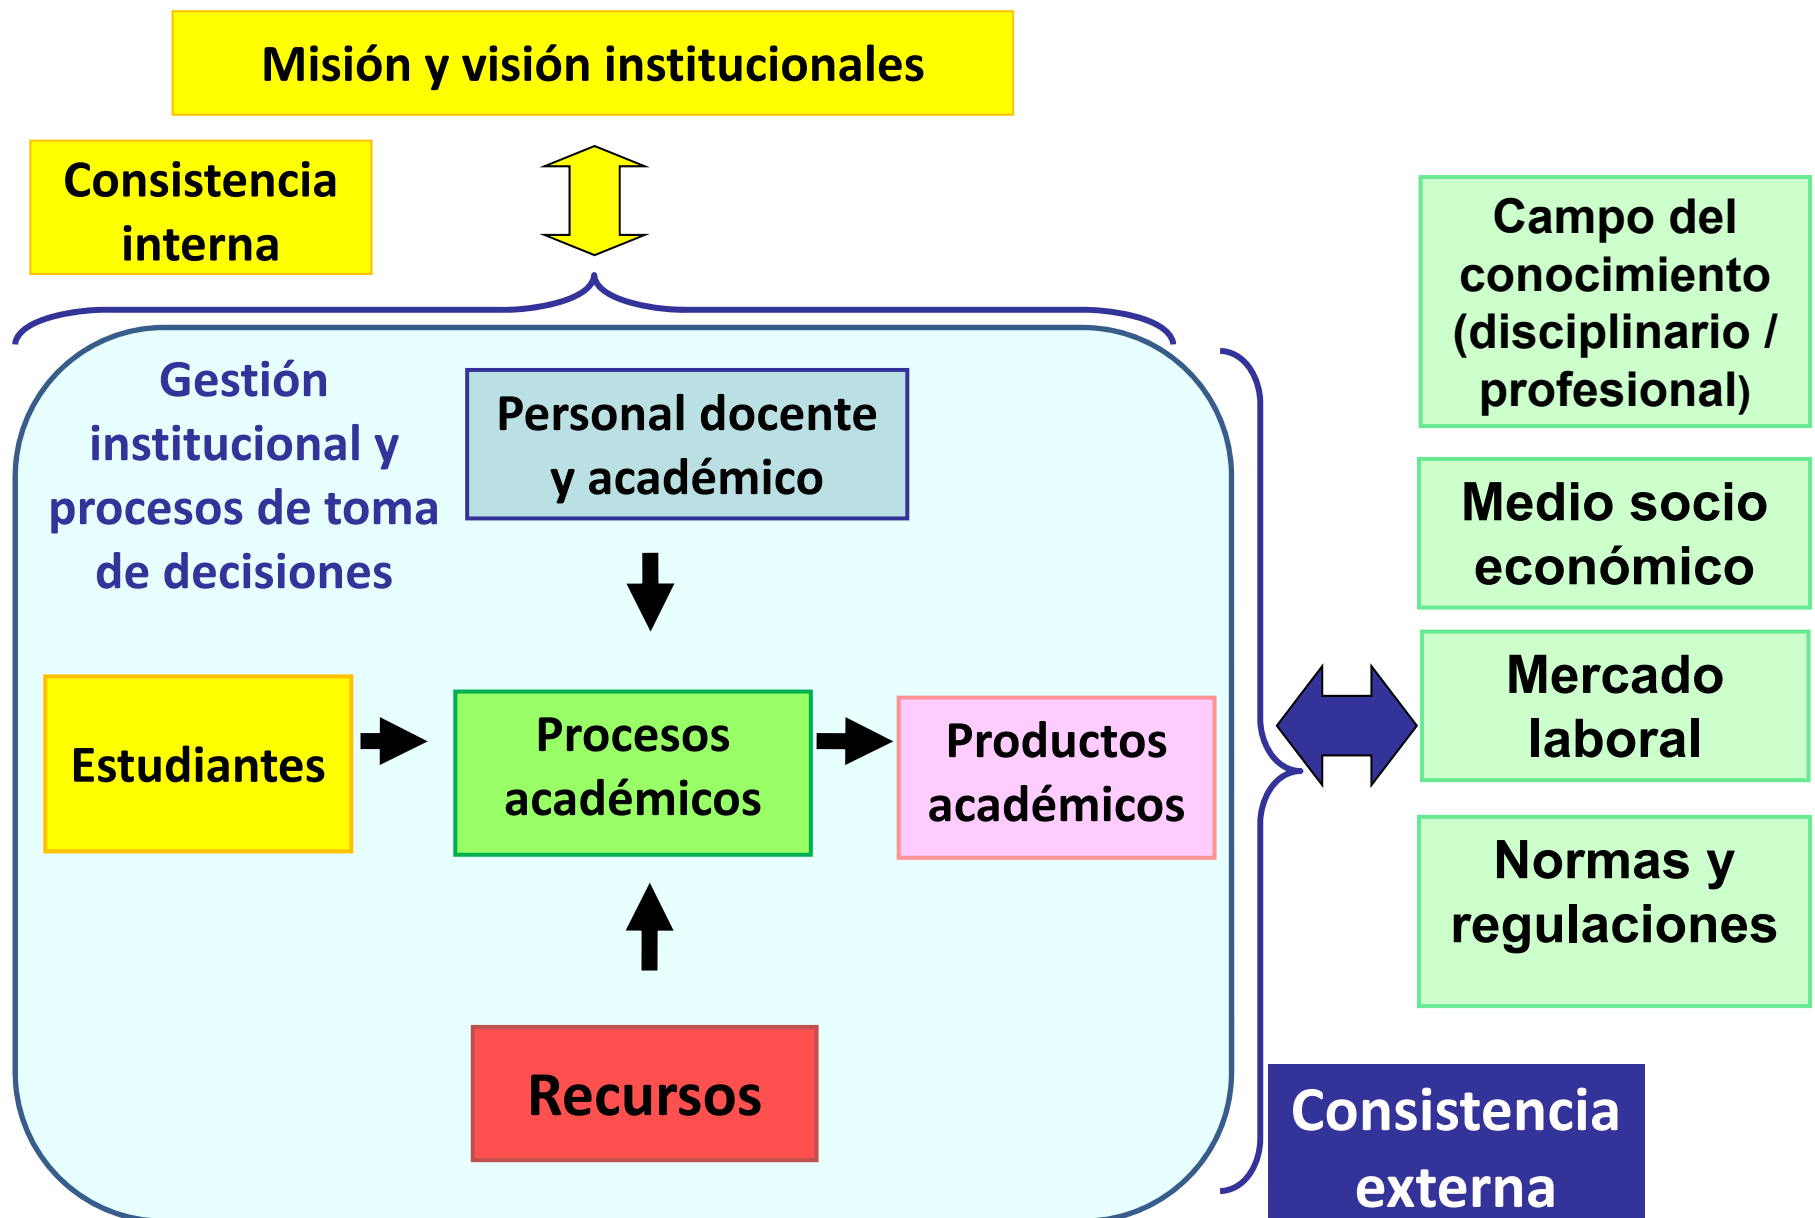 Misión y visión institucionales
Consistencia
interna
Gestión
institucional y
procesos de toma
de decisiones
Personal docente
y académico
Estudiantes
Procesos
académicos
Productos
académicos
Recursos
Campo del
conocimiento
(disciplinario /
profesional)
Medio socio
económico
Mercado
laboral
Normas y
regulaciones
Consistencia
externa